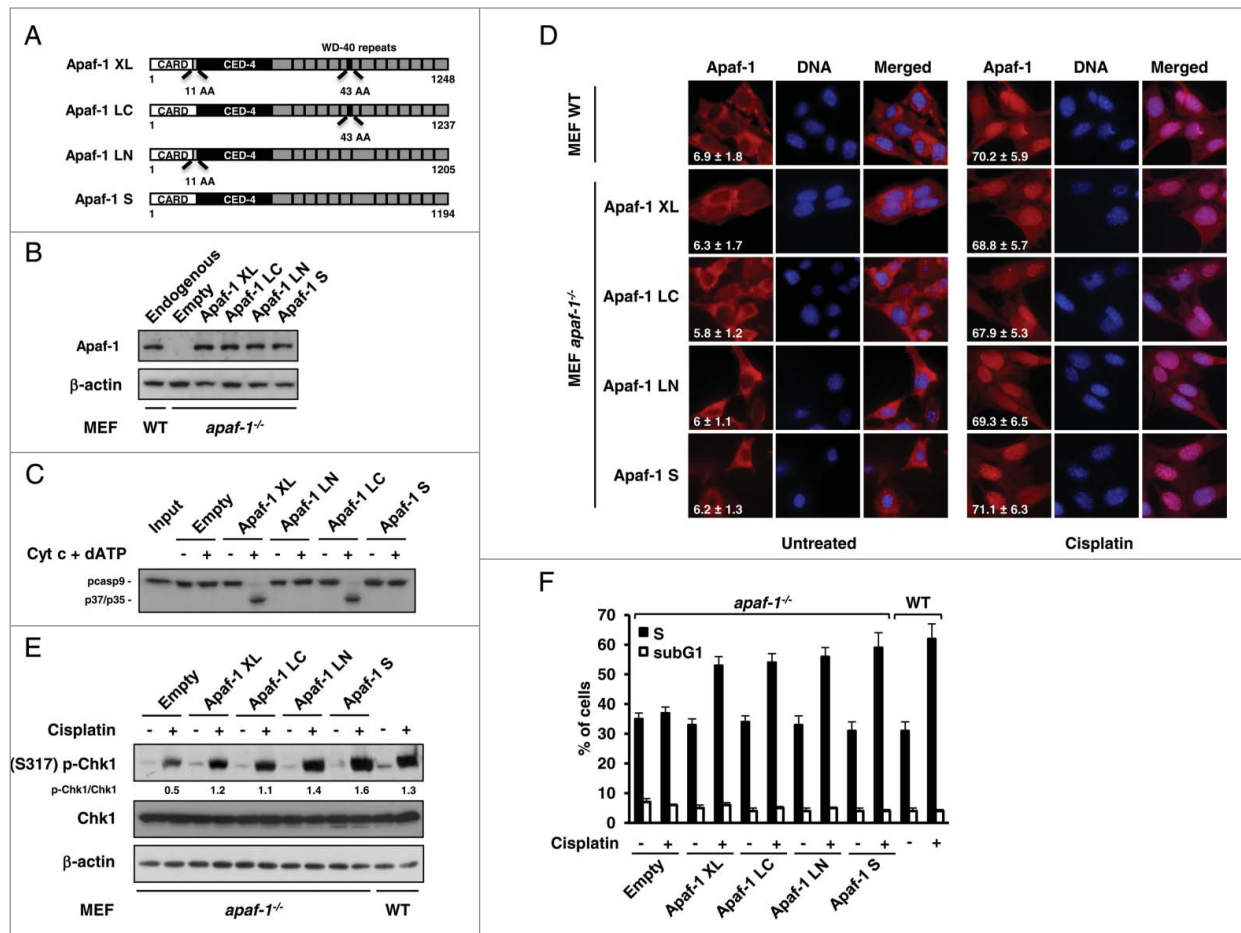 A
WD-40 repeats
Apaf-1 XL
CARD
CED-4
1
1248
11 AA
43 AA
Apaf-1 LC
CARD
CED-4
1
1237
43 AA
Apaf-1 LN
CARD
CED-4
1
1205
11 AA
Apaf-1 S
CARD
CED-4
1
1194
B
Endogenous
Empty
Apaf-1 XL
Apaf-1 LC
Apaf-1 LN
Apaf-1 S
Apaf-1
β-actin
MEF WT apaf-1-/-
C
Input
Empty
Apaf-1 XL
Apaf-1 LN
Apaf-1 LC
Apaf-1 S
Cyt c + dATP - + - + - + - + - +
pcasp9 -
p37/p35 -
E
Empty
Apaf-1 XL
Apaf-1 LC
Apaf-1 LN
Apaf-1 S
Cisplatin - + - + - + - + - + - +
(S317) p-Chk1
p-Chk1/Chk1 0.5 1.2 1.1 1.4 1.6 1.3
Chk1
β-actin
MEF apaf-1-/- WT
D
Apaf-1 DNA Merged Apaf-1 DNA Merged
MEF WT
6.9 ± 1.8
70.2 ± 5.9
MEF apaf-1-/-
Apaf-1 XL
6.3 ± 1.7
68.8 ± 5.7
Apaf-1 LC
5.8 ± 1.2
67.9 ± 5.3
Apaf-1 LN
6 ± 1.1
69.3 ± 6.5
Apaf-1 S
6.2 ± 1.3
71.1 ± 6.3
Untreated Cisplatin
F
apaf-1-/- WT
S
subG1
% of cells
70
60
50
40
30
20
10
0
Cisplatin - + - + - + - + - + - +
Empty
Apaf-1 XL
Apaf-1 LC
Apaf-1 LN
Apaf-1 S